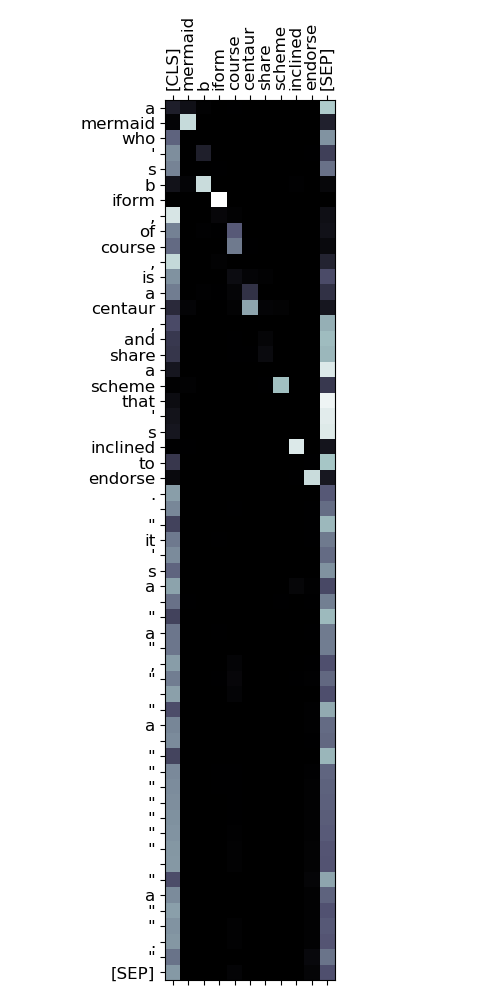 [CLS]
mermaid
b
iform
course
centaur
share
scheme
inclined
endorse
[SEP]
a
mermaid
who
'
s
b
iform
,
of
course
,
is
a
centaur
,
and
share
a
scheme
that
'
s
inclined
to
endorse
.
"
it
'
s
a
"
a
"
,
"
"
a
"
"
"
"
"
"
"
"
a
"
"
.
"
[SEP]